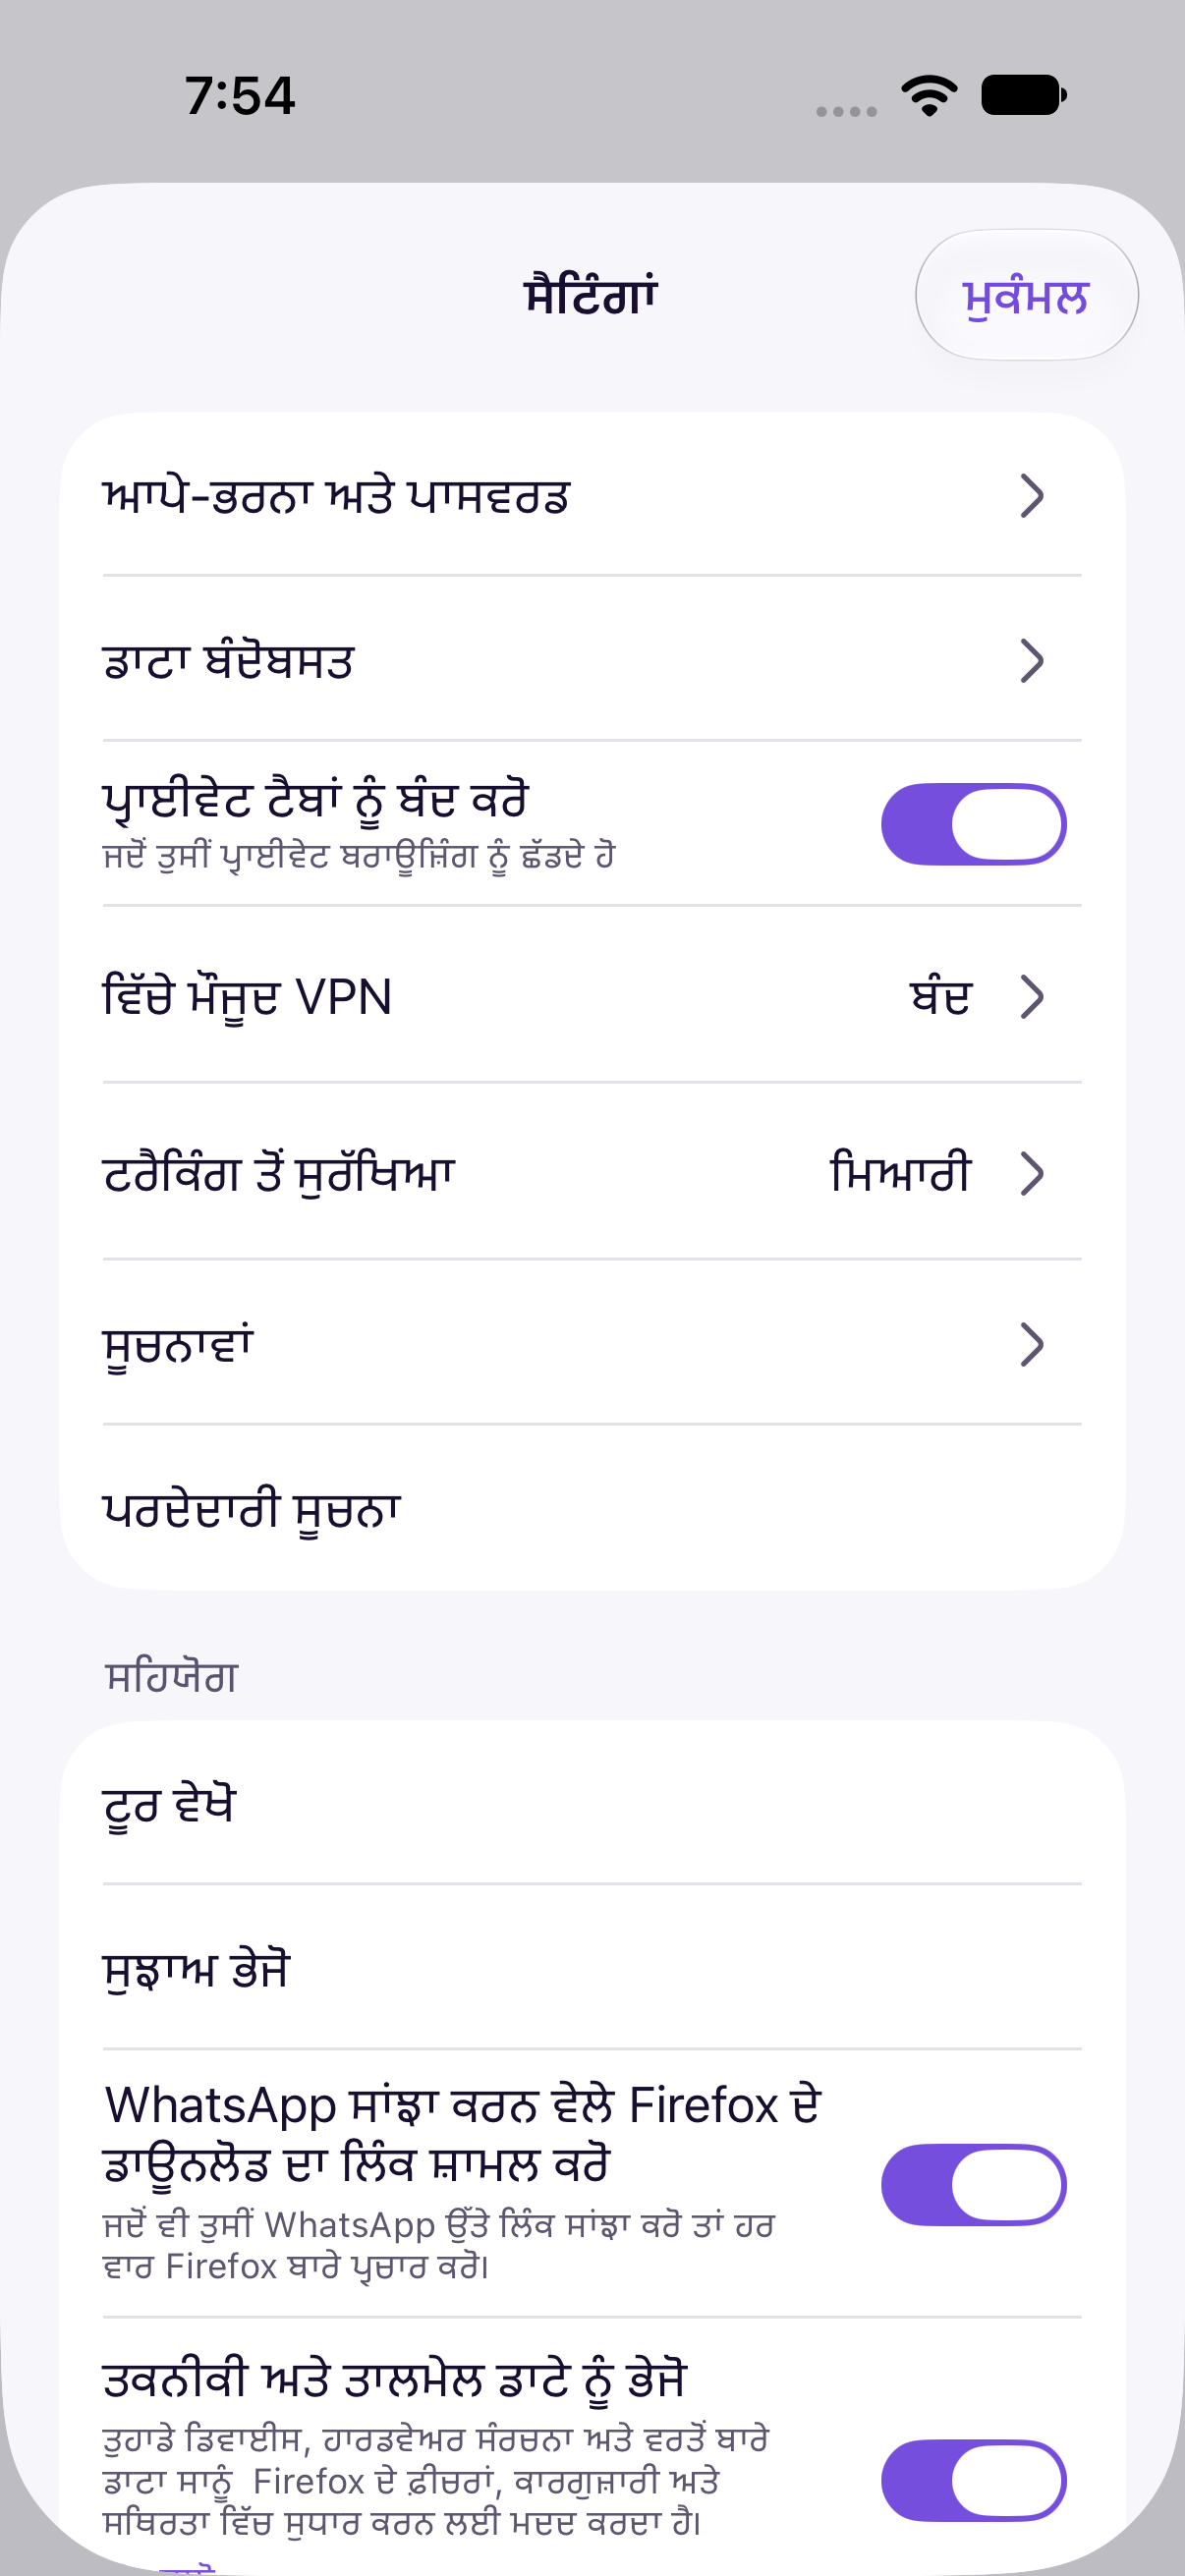 7:54
ਸੈਟਿੰਗਾਂ
ਮੁਕੰਮਲ
ਆਪੇ-ਭਰਨਾ ਅਤੇ ਪਾਸਵਰਡ
ਡਾਟਾ ਬੰਦੋਬਸਤ
ਪ੍ਰਾਈਵੇਟ ਟੈਬਾਂ ਨੂੰ ਬੰਦ ਕਰੋ
ਜਦੋਂ ਤੁਸੀਂ ਪ੍ਰਾਈਵੇਟ ਬਰਾਊਜ਼ਿੰਗ ਨੂੰ ਛੱਡਦੇ ਹੋ
ਵਿੱਚੇ ਮੌਜੂਦ VPN ਬੰਦ
ਟਰੈਕਿੰਗ ਤੋਂ ਸੁਰੱਖਿਆ ਮਿਆਰੀ
ਸੂਚਨਾਵਾਂ
ਪਰਦੇਦਾਰੀ ਸੂਚਨਾ
ਸਹਿਯੋਗ
ਟੂਰ ਵੇਖੋ
ਸੁਝਾਅ ਭੇਜੋ
WhatsApp ਸਾਂਝਾ ਕਰਨ ਵੇਲੇ Firefox ਦੇ
ਡਾਊਨਲੋਡ ਦਾ ਲਿੰਕ ਸ਼ਾਮਲ ਕਰੋ
ਜਦੋਂ ਵੀ ਤੁਸੀਂ WhatsApp ਉੱਤੇ ਲਿੰਕ ਸਾਂਝਾ ਕਰੋ ਤਾਂ ਹਰ
ਵਾਰ Firefox ਬਾਰੇ ਪ੍ਰਚਾਰ ਕਰੋ।
ਤਕਨੀਕੀ ਅਤੇ ਤਾਲਮੇਲ ਡਾਟੇ ਨੂੰ ਭੇਜੋ
ਤੁਹਾਡੇ ਡਿਵਾਈਸ, ਹਾਰਡਵੇਅਰ ਸੰਰਚਨਾ ਅਤੇ ਵਰਤੋਂ ਬਾਰੇ
ਡਾਟਾ ਸਾਨੂੰ Firefox ਦੇ ਫ਼ੀਚਰਾਂ, ਕਾਰਗੁਜ਼ਾਰੀ ਅਤੇ
ਸਥਿਰਤਾ ਵਿੱਚ ਸੁਧਾਰ ਕਰਨ ਲਈ ਮਦਦ ਕਰਦਾ ਹੈ।